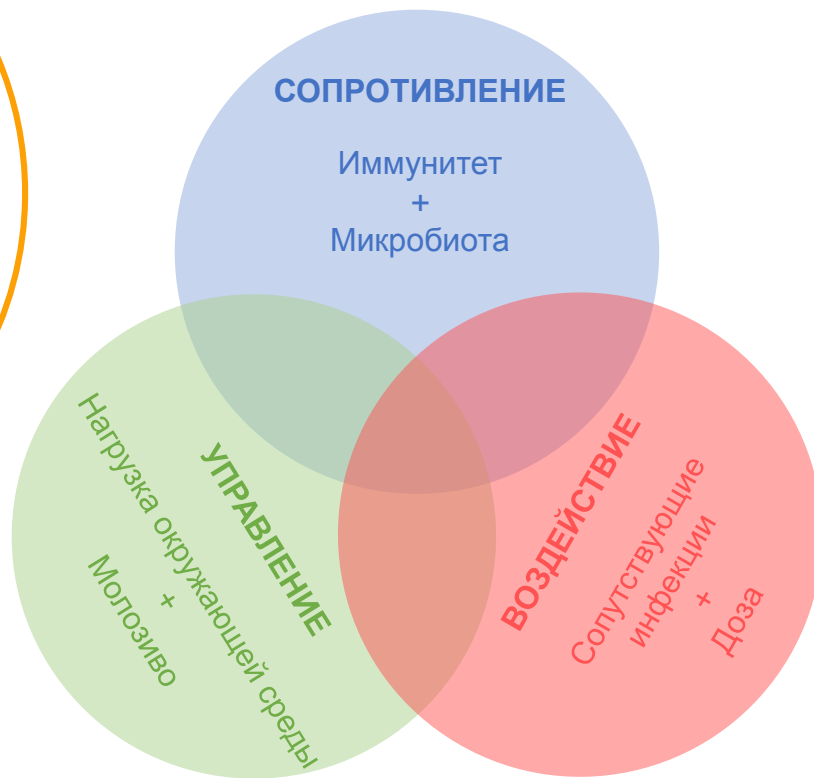 СОПРОТИВЛЕНИЕ
Иммунитет
+
Микробиота
УПРАВЛЕНИЕ
Нагрузка окружающей среды
+
Молозиво
ВОЗДЕЙСТВИЕ
Сопутствующие
инфекции
+
Доза